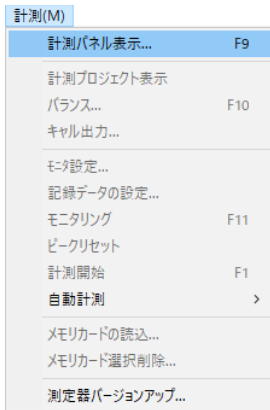 計測(M)
計測パネル表示... F9
計測プロジェクト表示
バランス... F10
キャル出力...
モニタ設定...
記録データの設定...
モニタリング F11
ピークリセット
計測開始 F1
自動計測 >
メモリカードの読込...
メモリカード選択削除...
測定器バージョンアップ...